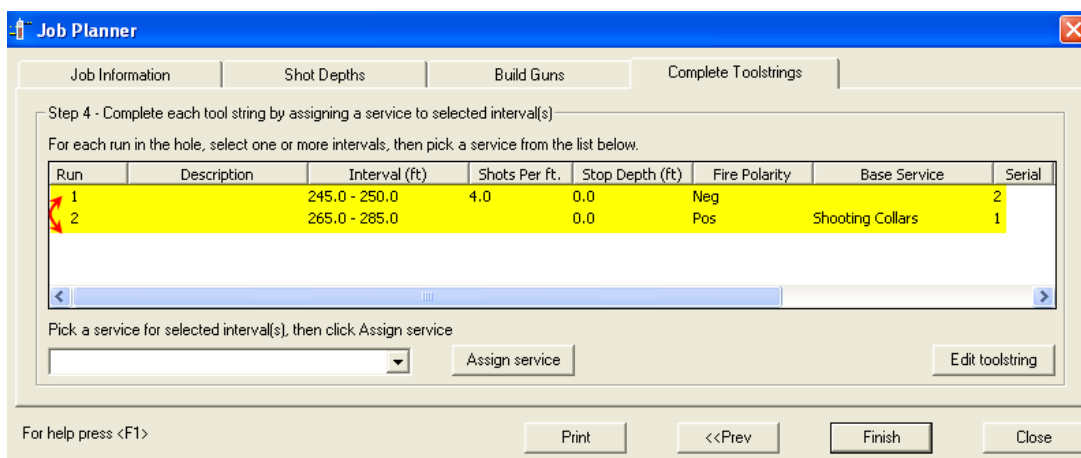 Job Planner
Job Information Shot Depths Build Guns Complete Toolstrings
Step 4 - Complete each tool string by assigning a service to selected interval(s)
For each run in the hole, select one or more intervals, then pick a service from the list below.
Run Description Interval (ft) Shots Per ft. Stop Depth (ft) Fire Polarity Base Service Serial
1 245.0 - 250.0 4.0 0.0 Neg 2
2 265.0 - 285.0 0.0 Pos Shooting Collars 1
Pick a service for selected interval(s), then click Assign service
Assign service Edit toolstring
For help press <F1> Print <<Prev Finish Close